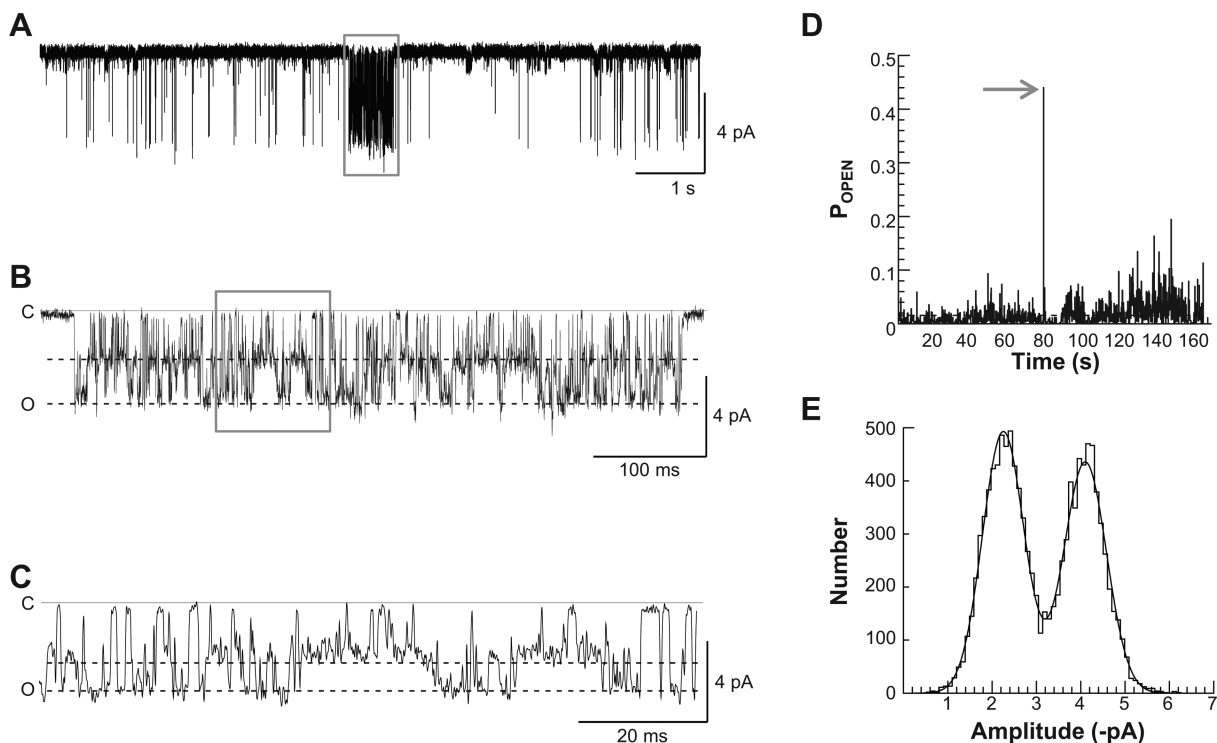 A
4 pA
1 s
B
C
O
4 pA
100 ms
C
C
O
4 pA
20 ms
D
0.5
0.4
0.3
0.2
0.1
0
P_OPEN
20 40 60 80 100 120 140 160
Time (s)
E
500
400
300
200
100
0
Number
1 2 3 4 5 6 7
Amplitude (-pA)